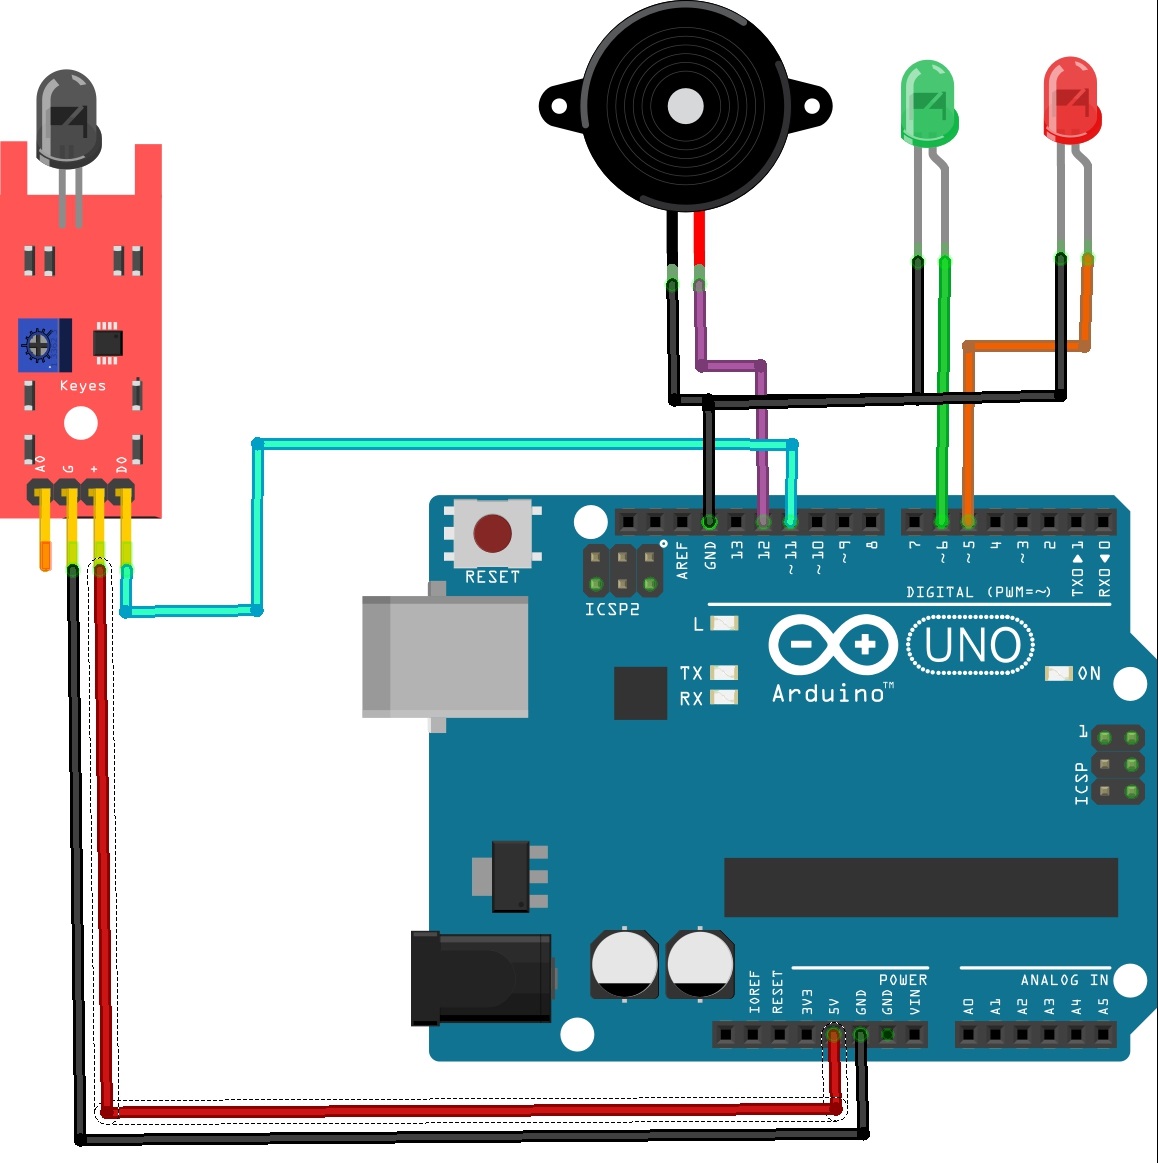 Keyes
A0
G
+
D0
RESET
ICSP2
AREF
GND
13
12
~11
~10
~9
8
7
~6
~5
4
~3
2
TX0▶1
RX0◀0
DIGITAL (PWM=~)
L
TX
RX
UNO
Arduino™
ON
1
ICSP
IOREF
RESET
3V3
5V
GND
GND
VIN
POWER
ANALOG IN
A0
A1
A2
A3
A4
A5